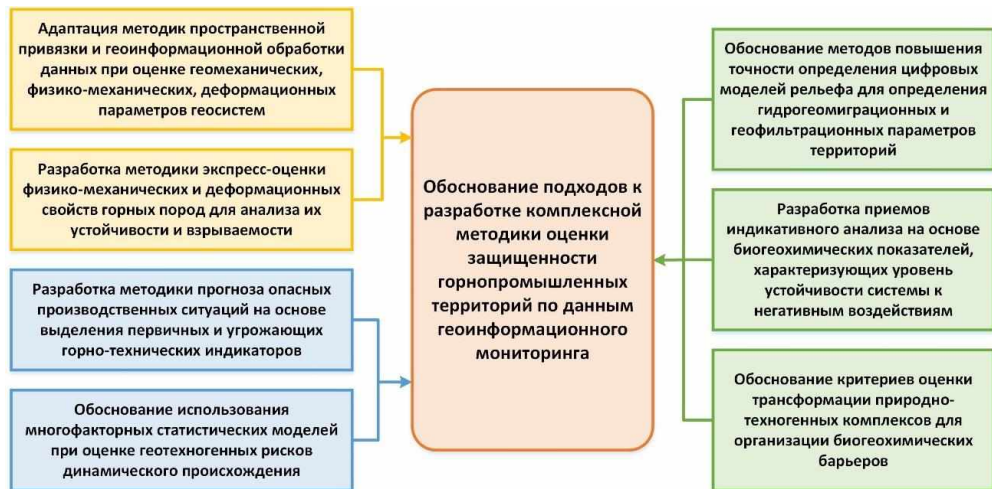 Адаптация методик пространственной
привязки и геоинформационной обработки
данных при оценке геомеханических,
физико-механических, деформационных
параметров геосистем
Разработка методики экспресс-оценки
физико-механических и деформационных
свойств горных пород для анализа их
устойчивости и взрываемости
Разработка методики прогноза опасных
производственных ситуаций на основе
выделения первичных и угрожающих
горно-технических индикаторов
Обоснование использования
многофакторных статистических моделей
при оценке геотехногенных рисков
динамического происхождения
Обоснование подходов к
разработке комплексной
методики оценки
защищенности
горнопромышленных
территорий по данным
геоинформационного
мониторинга
Обоснование методов повышения
точности определения цифровых
моделей рельефа для определения
гидрогеомиграционных и
геофильтрационных параметров
территорий
Разработка приемов
индикативного анализа на основе
биогеохимических показателей,
характеризующих уровень
устойчивости системы к
негативным воздействиям
Обоснование критериев оценки
трансформации природно-
техногенных комплексов для
организации биогеохимических
барьеров